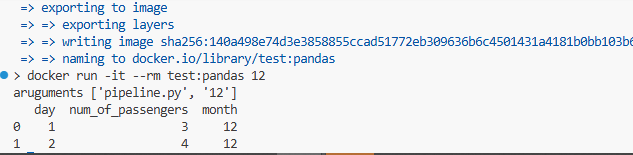 => exporting to image
=> => exporting layers
=> => writing image sha256:140a498e74d3e3858855ccad51772eb309636b6c4501431a4181b0bb103b6
=> => naming to docker.io/library/test:pandas
> docker run -it --rm test:pandas 12
aruguments ['pipeline.py', '12']
day num_of_passengers month
0 1 3 12
1 2 4 12